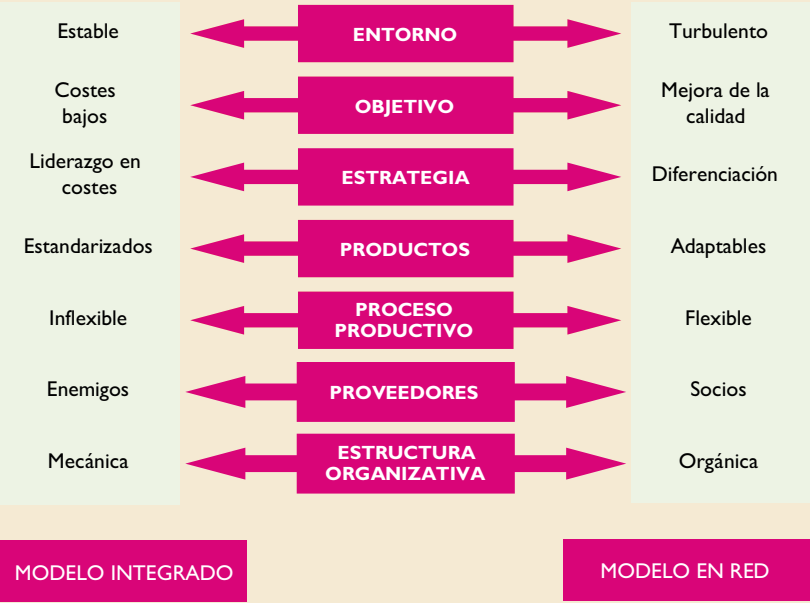 Estable
ENTORNO
Turbulento
Costes
bajos
OBJETIVO
Mejora de la
calidad
Liderazgo en
costes
ESTRATEGIA
Diferenciación
Estandarizados
PRODUCTOS
Adaptables
Inflexible
PROCESO
PRODUCTIVO
Flexible
Enemigos
PROVEEDORES
Socios
Mecánica
ESTRUCTURA
ORGANIZATIVA
Orgánica
MODELO INTEGRADO
MODELO EN RED